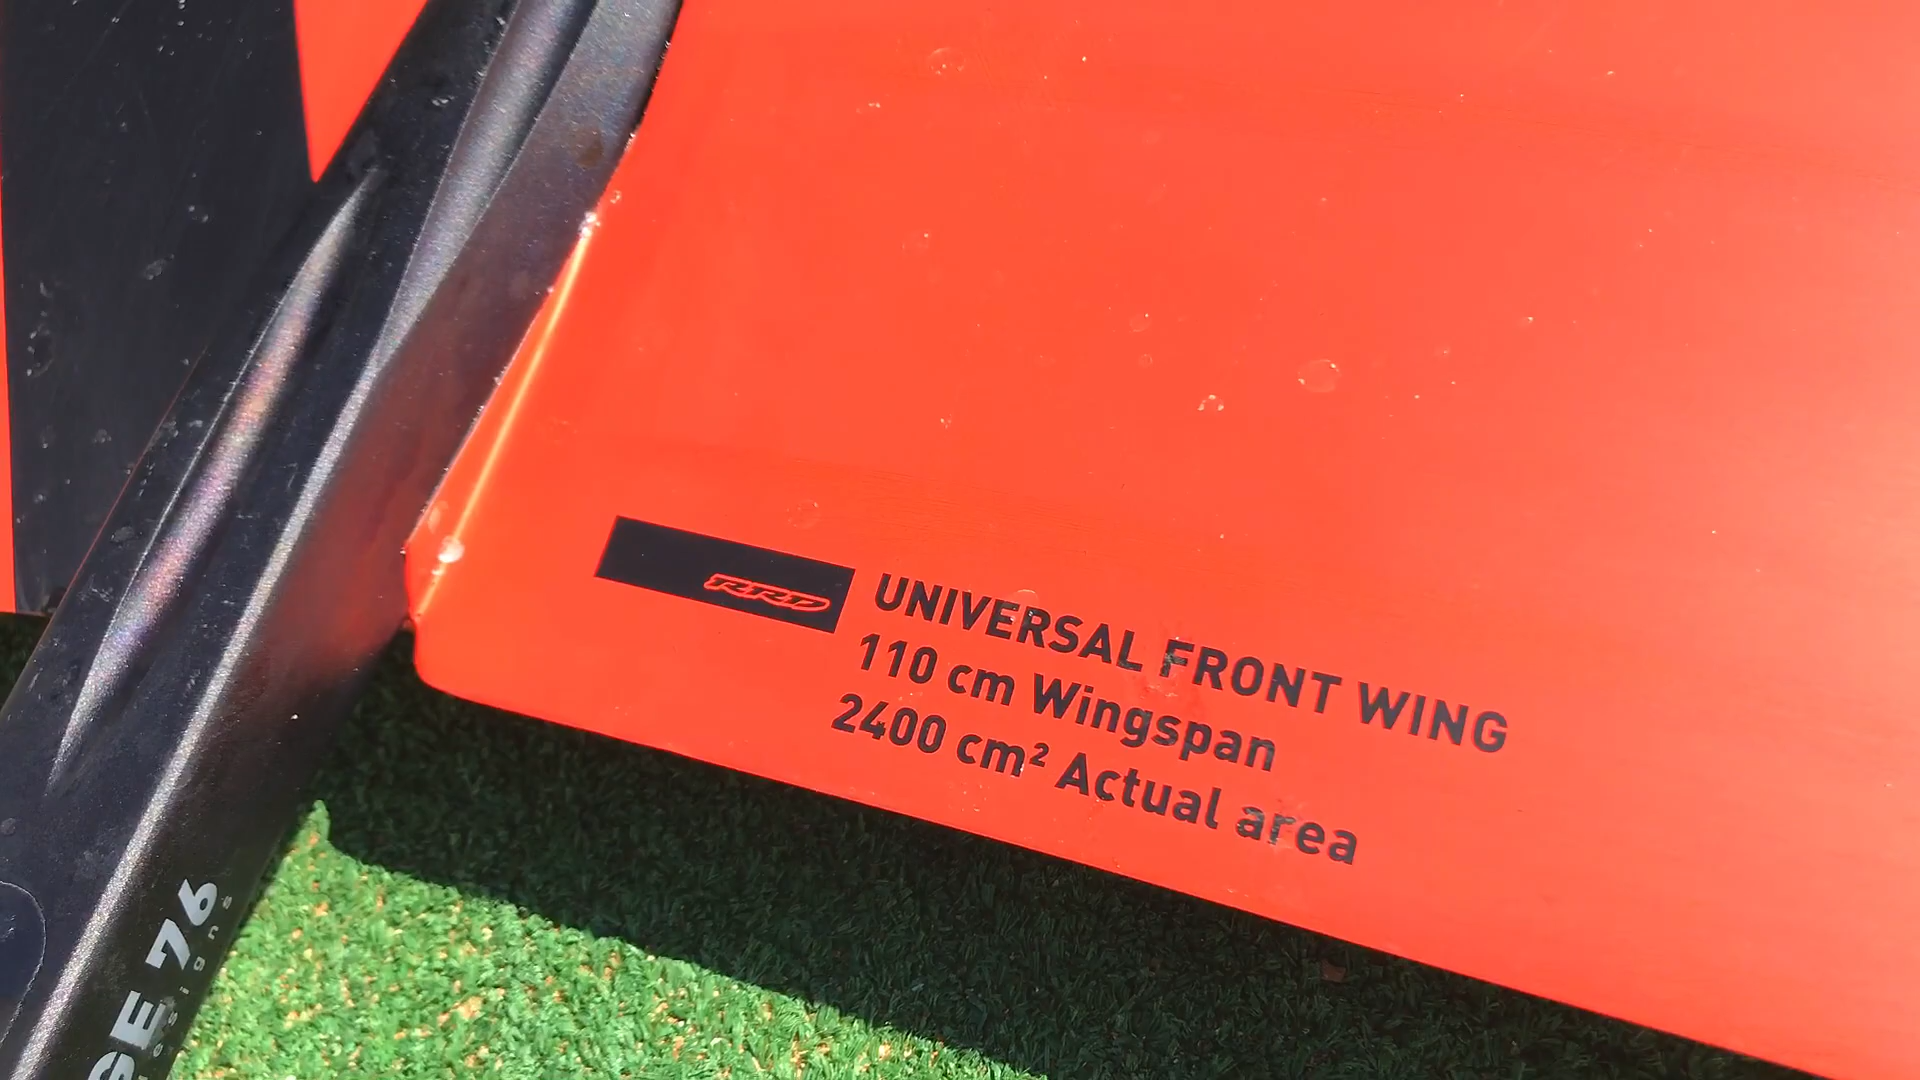 RRD
UNIVERSAL FRONT WING
110 cm Wingspan
2400 cm² Actual area
76